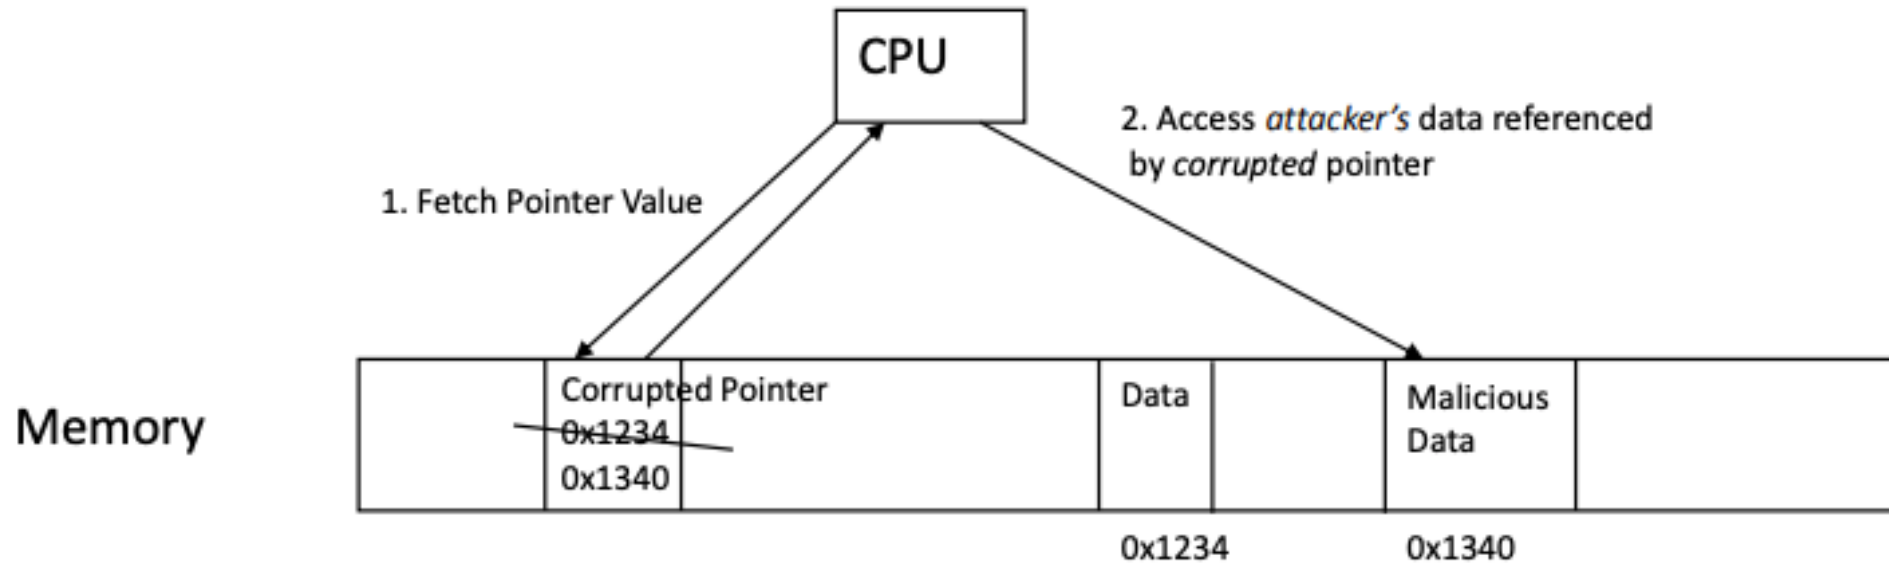 CPU
2. Access attacker's data referenced
by corrupted pointer
1. Fetch Pointer Value
Memory
Corrupted Pointer
0x1234
0x1340
Data
Malicious
Data
0x1234
0x1340